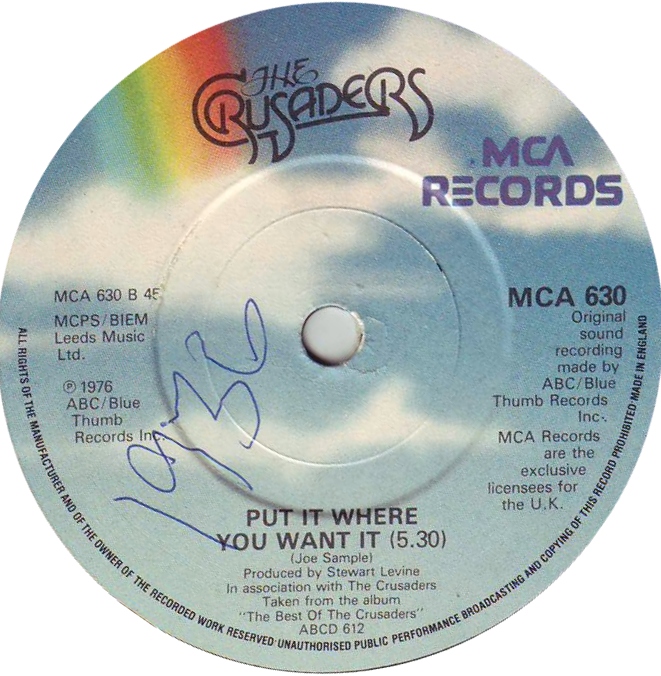 THE
CRUSADERS
MCA
RECORDS
MCA 630 B 45
MCPS/BIEM
Leeds Music
Ltd.
℗ 1976
ABC/Blue
Thumb
Records Inc
MCA 630
Original
sound
recording
made by
ABC/Blue
Thumb Records
Inc.
MCA Records
are the
exclusive
licensees for
the U.K.
PUT IT WHERE
YOU WANT IT (5.30)
(Joe Sample)
Produced by Stewart Levine
In association with The Crusaders
Taken from the album
"The Best Of The Crusaders"
ABCD 612
ALL RIGHTS OF THE MANUFACTURER AND OF THE OWNER OF THE RECORDED WORK RESERVED UNAUTHORISED PUBLIC PERFORMANCE BROADCASTING AND COPYING OF THIS RECORD PROHIBITED MADE IN ENGLAND